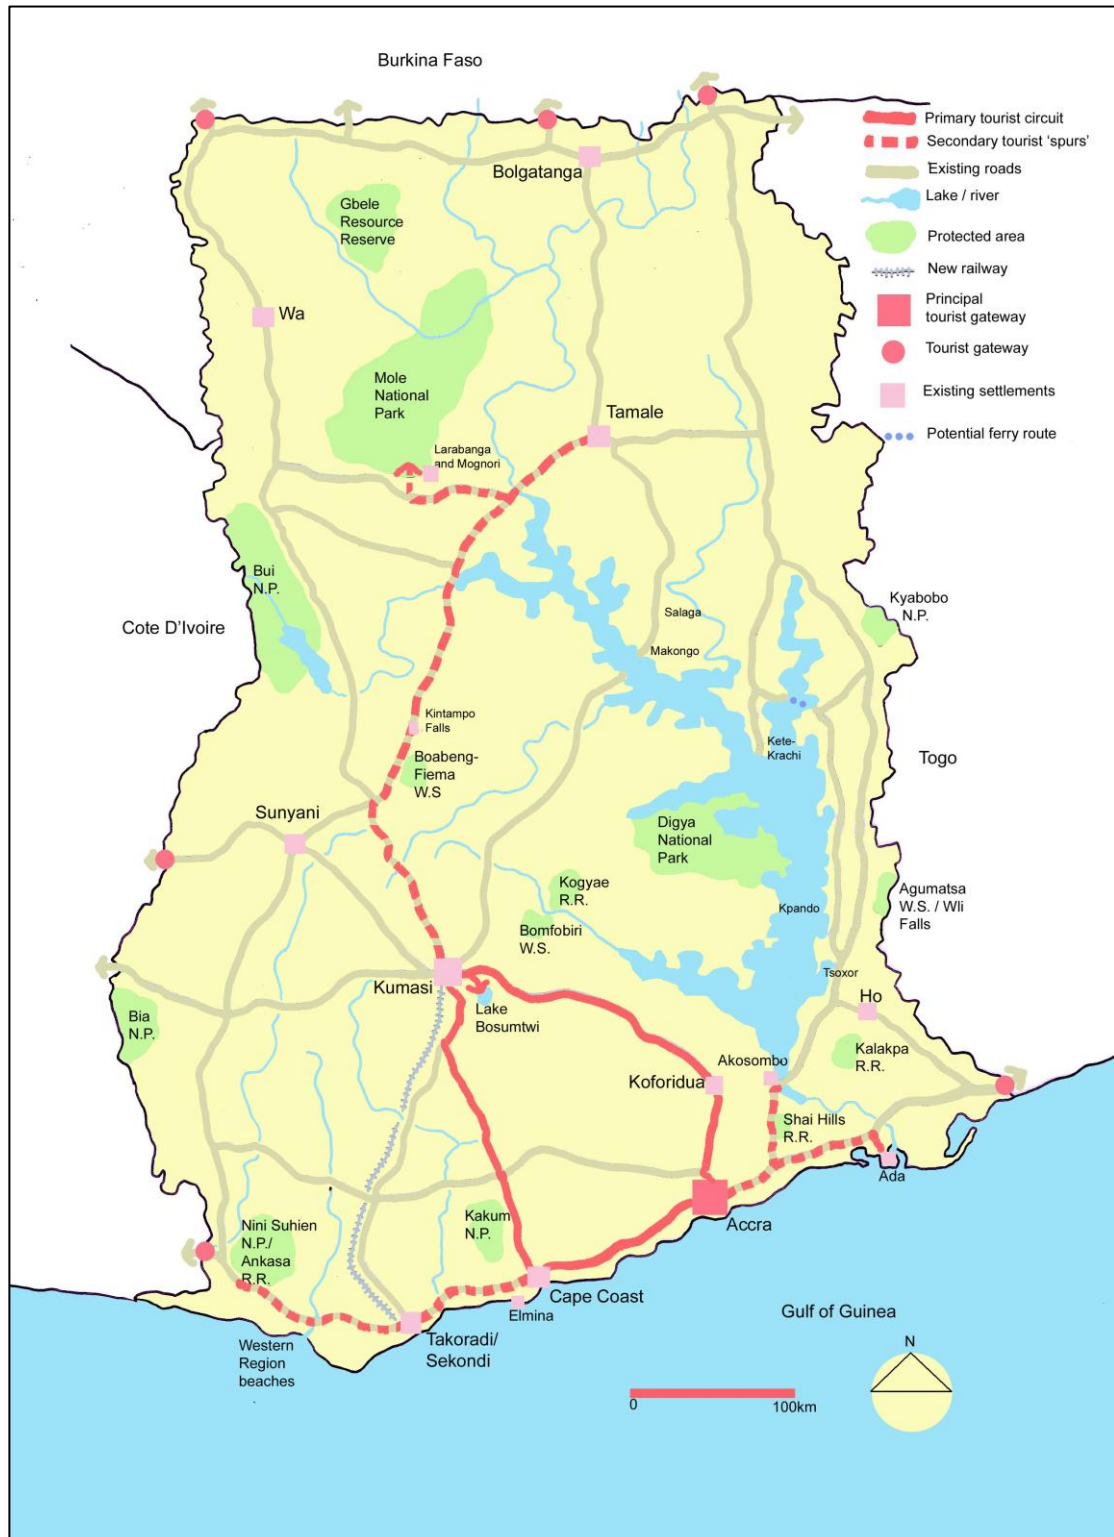 Burkina Faso
Primary tourist circuit
Secondary tourist ‘spurs’
Existing roads
Lake / river
Protected area
New railway
Principal
tourist gateway
Tourist gateway
Existing settlements
Potential ferry route
Bolgatanga
Gbele
Resource
Reserve
Wa
Mole
National
Park
Tamale
Larabanga
and Mognori
Bui
N.P.
Cote D’Ivoire
Salaga
Makongo
Kyabobo
N.P.
Kintampo
Falls
Kete-
Krachi
Togo
Boabeng-
Fiema
W.S
Sunyani
Digya
National
Park
Kogyae
R.R.
Bomfobiri
W.S.
Kpando
Agumatsa
W.S. / Wli
Falls
Tsoxor
Kumasi
Lake
Bosumtwi
Ho
Bia
N.P.
Kalakpa
R.R.
Akosombo
Koforidua
Shai Hills
R.R.
Ada
Accra
Nini Suhien
N.P./
Ankasa
R.R.
Kakum
N.P.
Cape Coast
Elmina
Gulf of Guinea
Takoradi/
Sekondi
Western
Region
beaches
N
0 100km